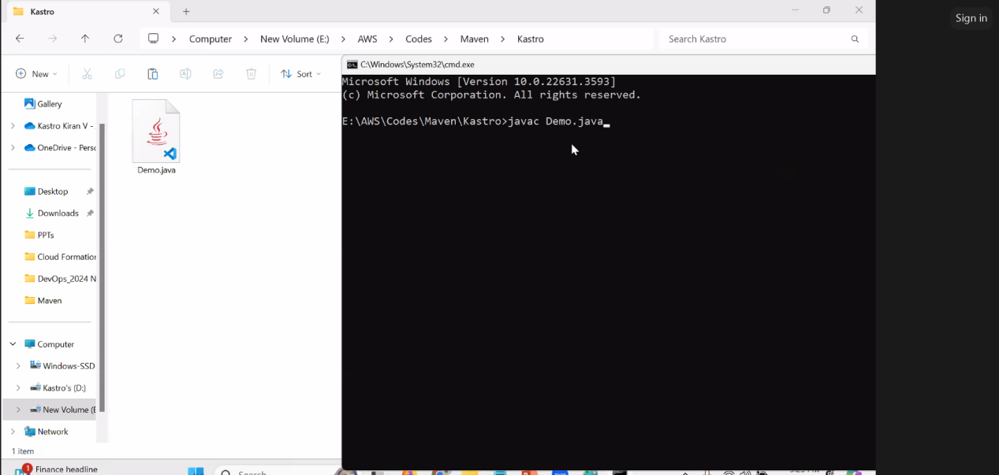 Kastro
Sign in
Computer > New Volume (E:) > AWS > Codes > Maven > Kastro
Search Kastro
New
Sort
C:\Windows\System32\cmd.exe
Microsoft Windows [Version 10.0.22631.3593]
(c) Microsoft Corporation. All rights reserved.
E:\AWS\Codes\Maven\Kastro>javac Demo.java
Gallery
Kastro Kiran V -
OneDrive - Perso
Desktop
Downloads
PPTs
Cloud Formation
DevOps_2024 N
Maven
Computer
Windows-SSD
Kastro's (D:)
New Volume (E
Network
Demo.java
1 item
1
Finance headline
Search